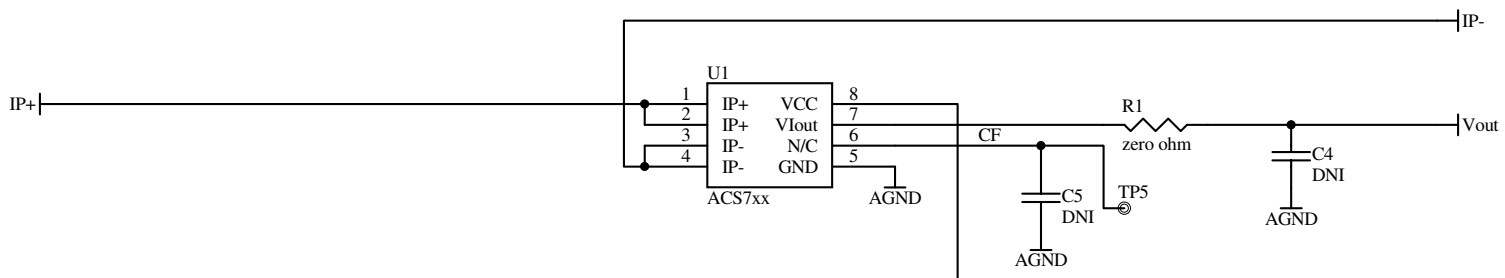 IP-
U1
IP+
1 IP+ VCC 8
2 IP+ VIout 7
3 IP- N/C 6
4 IP- GND 5
ACS7xx
AGND
CF
R1
zero ohm
Vout
C4
DNI
AGND
C5
DNI
TP5
AGND